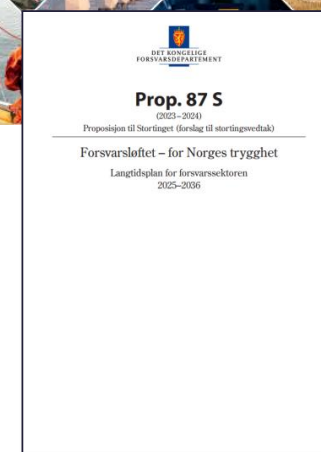 DET KONGELIGE
FORSVARSDEPARTEMENT
Prop. 87 S
(2023–2024)
Proposisjon til Stortinget (forslag til stortingsvedtak)
Forsvarsløftet – for Norges trygghet
Langtidsplan for forsvarssektoren
2025–2036